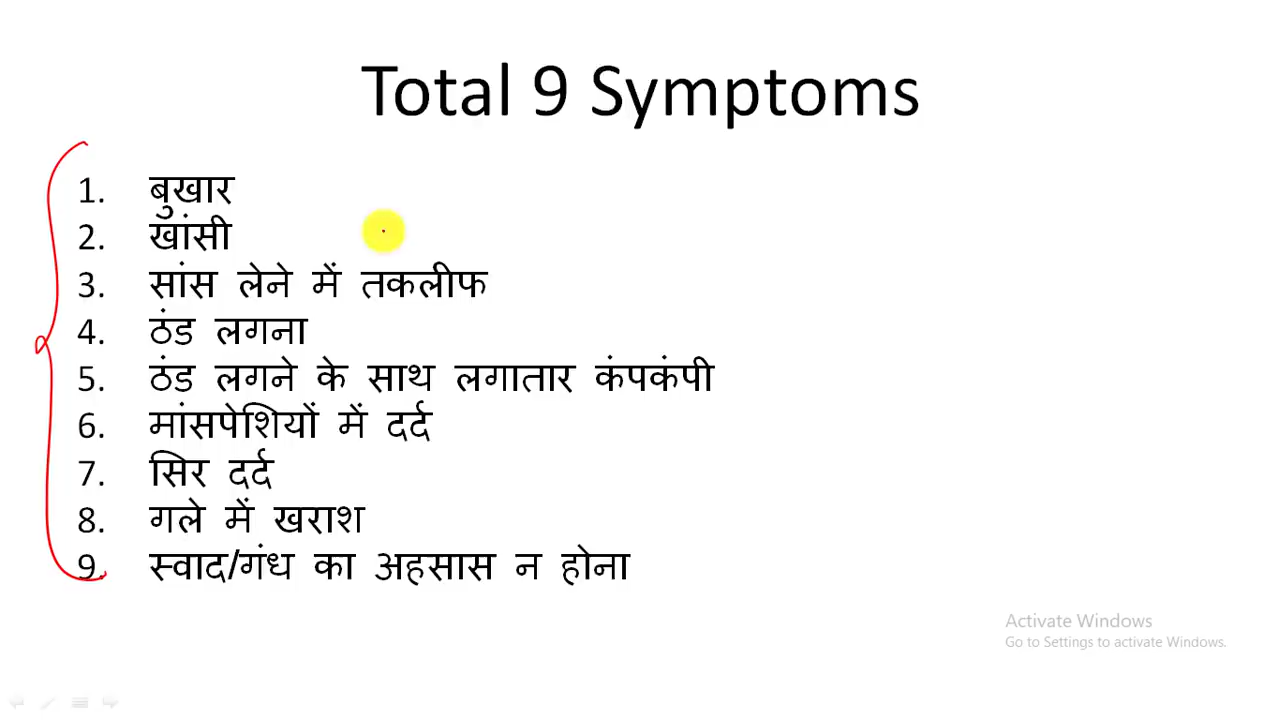 Total 9 Symptoms
1. बुखार
2. खांसी
3. सांस लेने में तकलीफ
4. ठंड लगना
5. ठंड लगने के साथ लगातार कंपकंपी
6. मांसपेशियों में दर्द
7. सिर दर्द
8. गले में खराश
9. स्वाद/गंध का अहसास न होना
Activate Windows
Go to Settings to activate Windows.